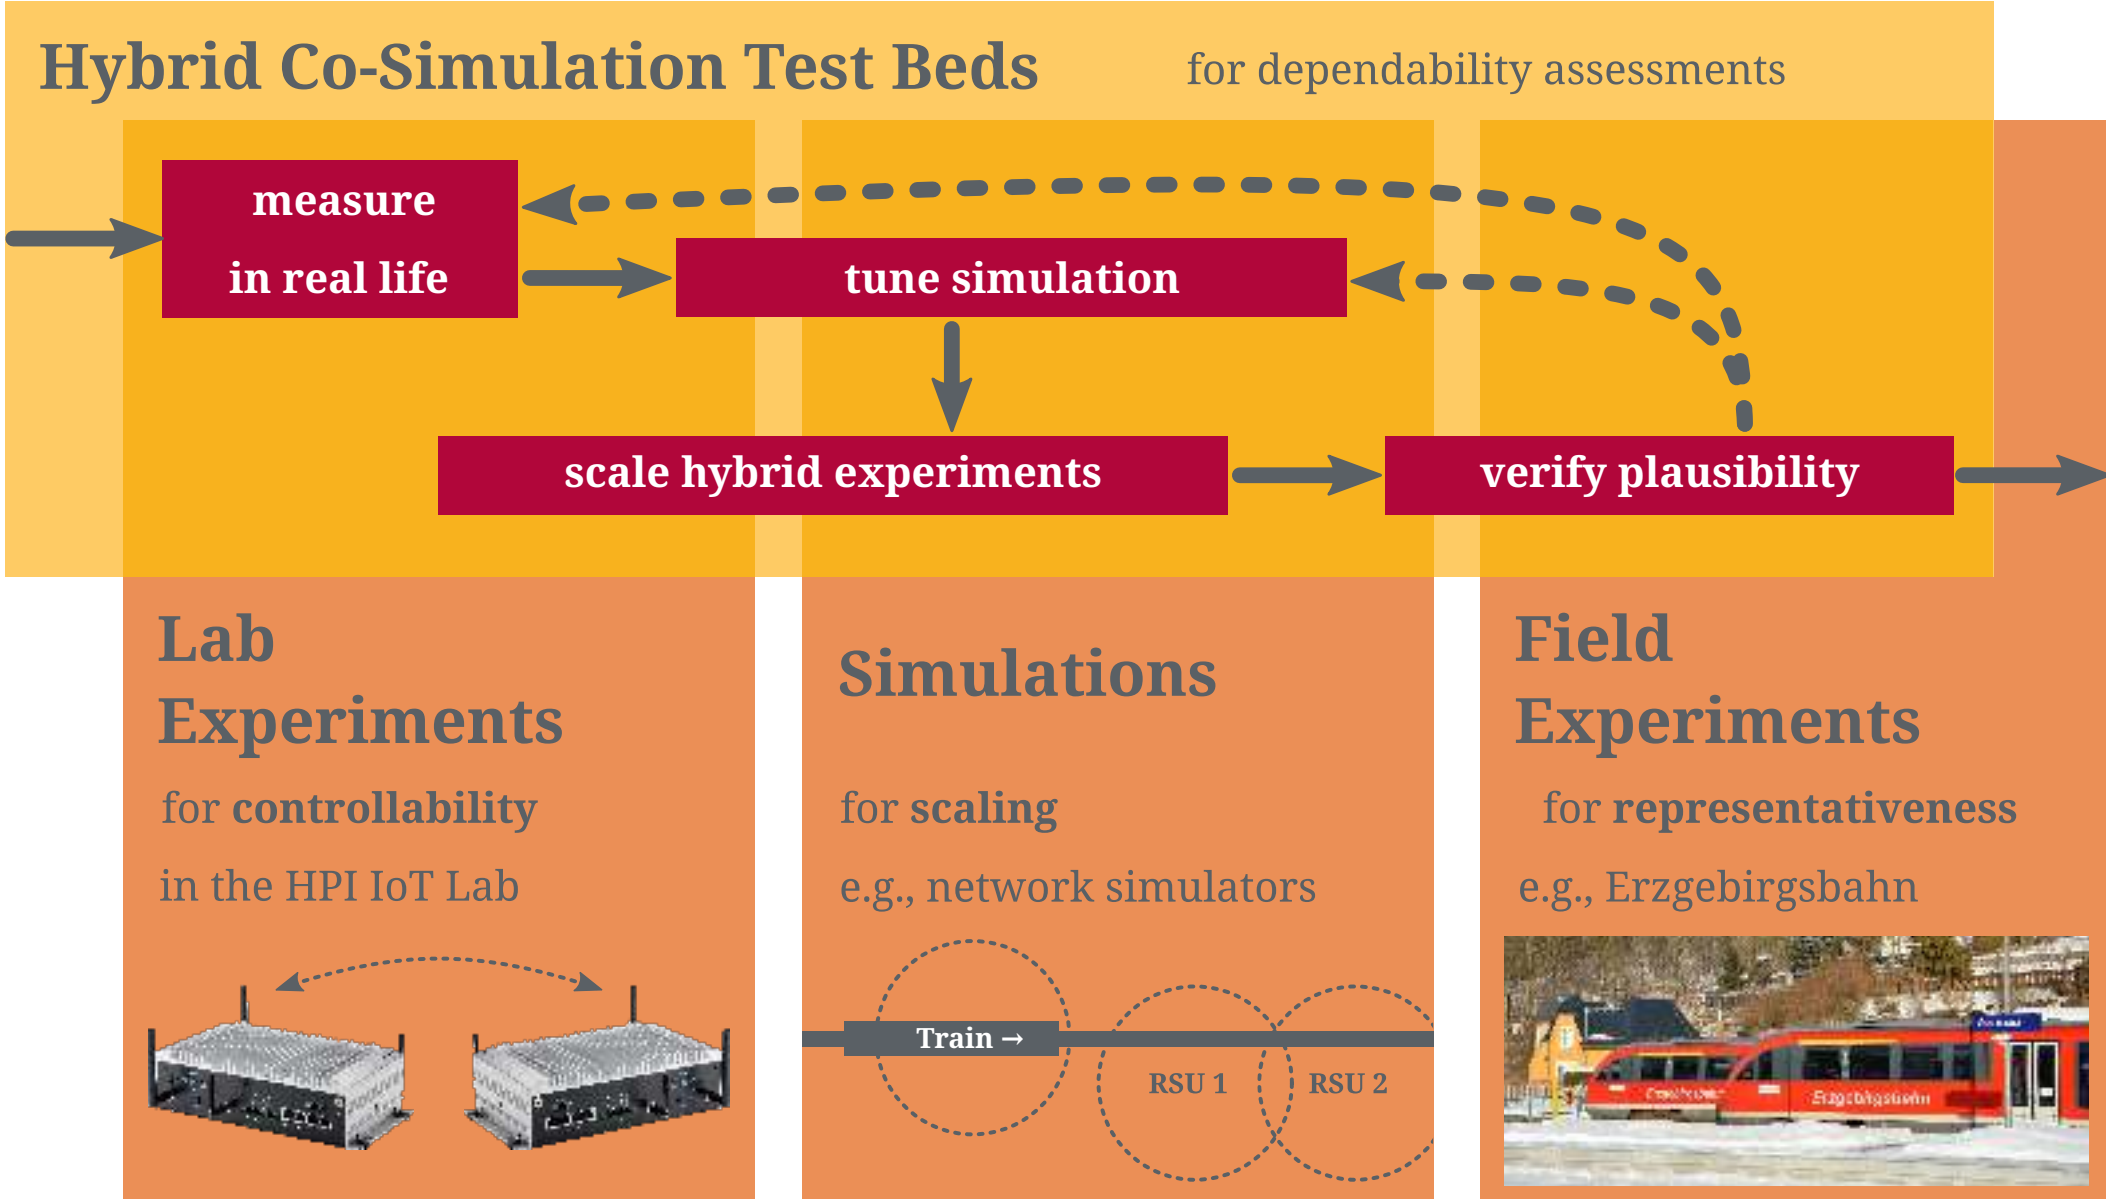 Hybrid Co-Simulation Test Beds for dependability assessments
measure
in real life
tune simulation
scale hybrid experiments
verify plausibility
Lab
Experiments
for controllability
in the HPI IoT Lab
Simulations
for scaling
e.g., network simulators
Train →
RSU 1
RSU 2
Field
Experiments
for representativeness
e.g., Erzgebirgsbahn
Erzgebirgsbahn